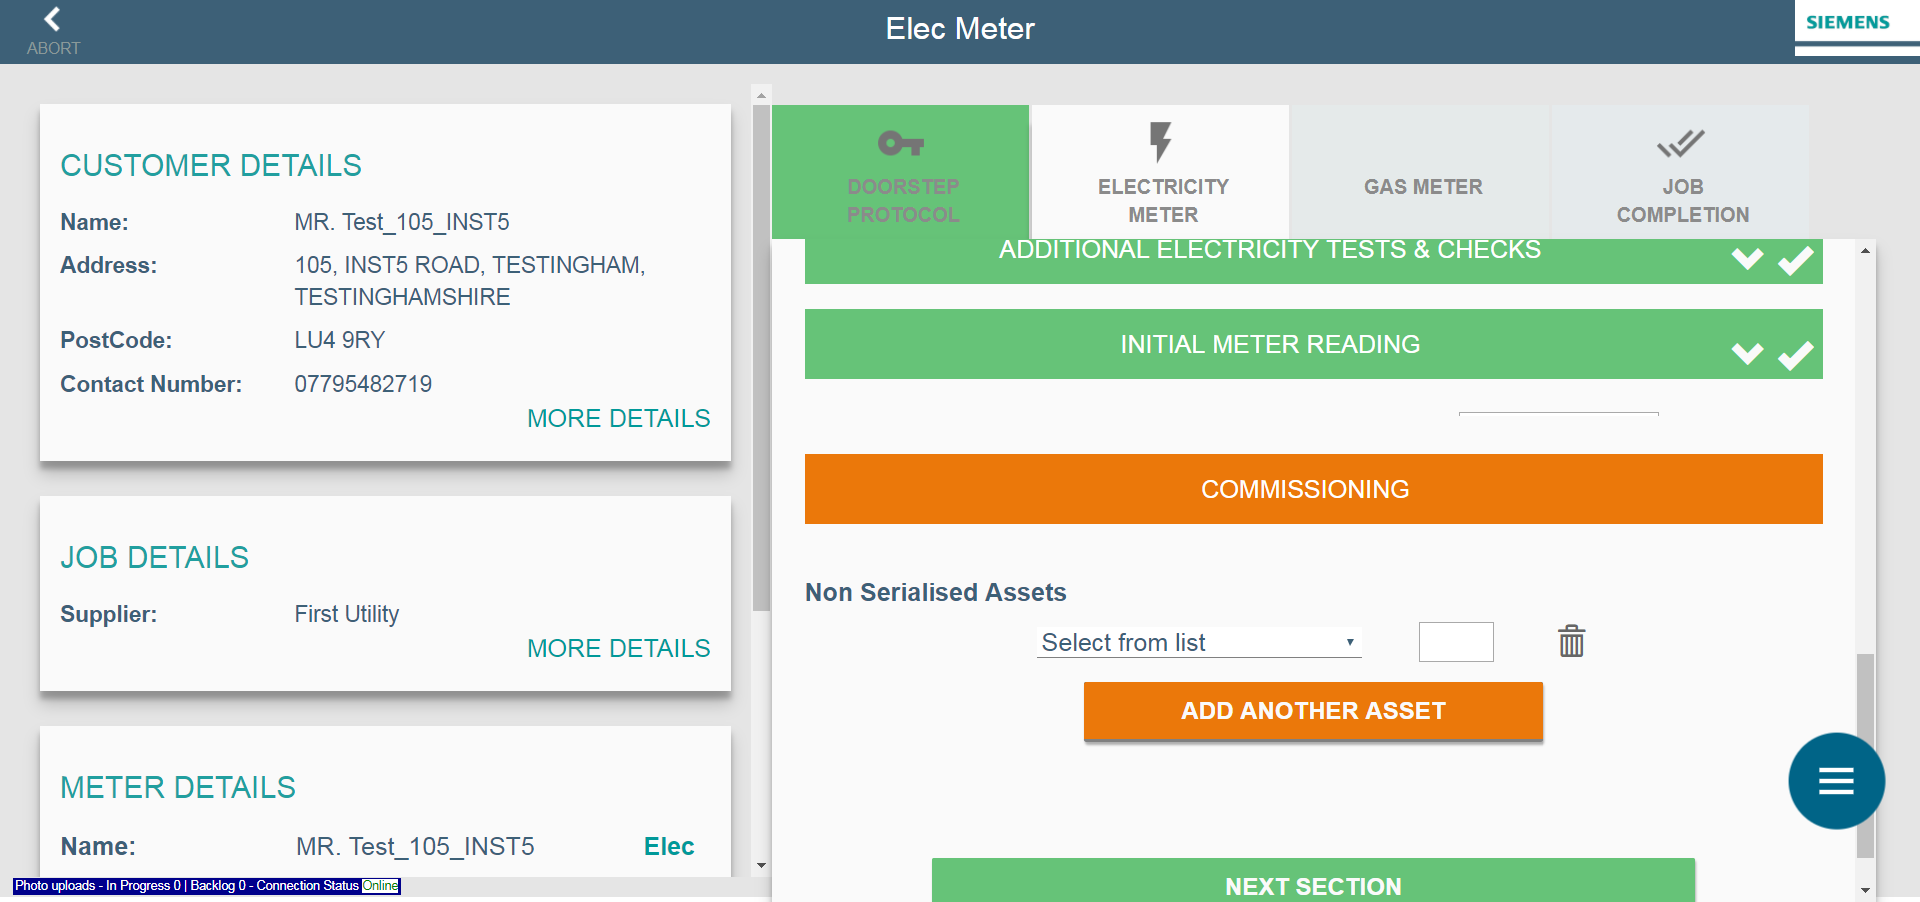 ABORT
Elec Meter
SIEMENS
CUSTOMER DETAILS
Name: MR. Test_105_INST5
Address: 105, INST5 ROAD, TESTINGHAM,
TESTINGHAMSHIRE
PostCode: LU4 9RY
Contact Number: 07795482719
MORE DETAILS
JOB DETAILS
Supplier: First Utility
MORE DETAILS
METER DETAILS
Name: MR. Test_105_INST5 Elec
Photo uploads - In Progress 0 | Backlog 0 - Connection Status Online
DOORSTEP
PROTOCOL
ELECTRICITY
METER
GAS METER
JOB
COMPLETION
ADDITIONAL ELECTRICITY TESTS & CHECKS
INITIAL METER READING
COMMISSIONING
Non Serialised Assets
Select from list
ADD ANOTHER ASSET
NEXT SECTION